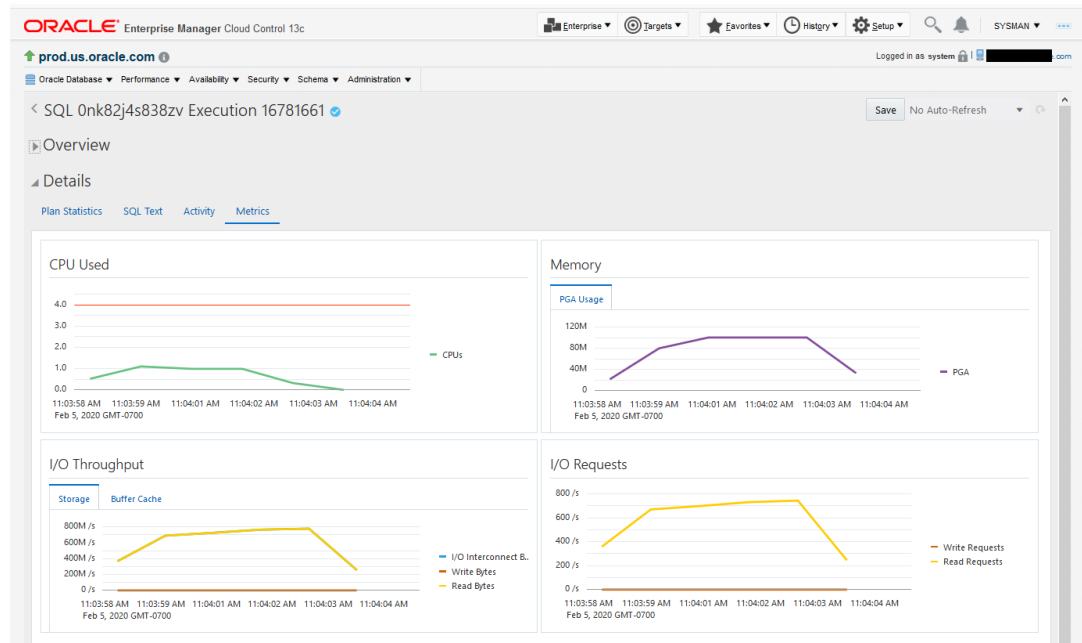 ORACLE® Enterprise Manager Cloud Control 13c
Enterprise Targets Favorites History Setup SYSMAN
prod.us.oracle.com
Logged in as system .com
Oracle Database Performance Availability Security Schema Administration
SQL 0nk82j4s838zv Execution 16781661
Save No Auto-Refresh
Overview
Details
Plan Statistics SQL Text Activity Metrics
CPU Used
4.0
3.0
2.0
1.0
0.0
CPUs
11:03:58 AM 11:03:59 AM 11:04:01 AM 11:04:02 AM 11:04:03 AM 11:04:04 AM
Feb 5, 2020 GMT-0700
Memory
PGA Usage
120M
80M
40M
0
PGA
11:03:58 AM 11:03:59 AM 11:04:01 AM 11:04:02 AM 11:04:03 AM 11:04:04 AM
Feb 5, 2020 GMT-0700
I/O Throughput
Storage Buffer Cache
800M /s
600M /s
400M /s
200M /s
0 /s
I/O Interconnect B..
Write Bytes
Read Bytes
11:03:58 AM 11:03:59 AM 11:04:01 AM 11:04:02 AM 11:04:03 AM 11:04:04 AM
Feb 5, 2020 GMT-0700
I/O Requests
800 /s
600 /s
400 /s
200 /s
0 /s
Write Requests
Read Requests
11:03:58 AM 11:03:59 AM 11:04:01 AM 11:04:02 AM 11:04:03 AM 11:04:04 AM
Feb 5, 2020 GMT-0700